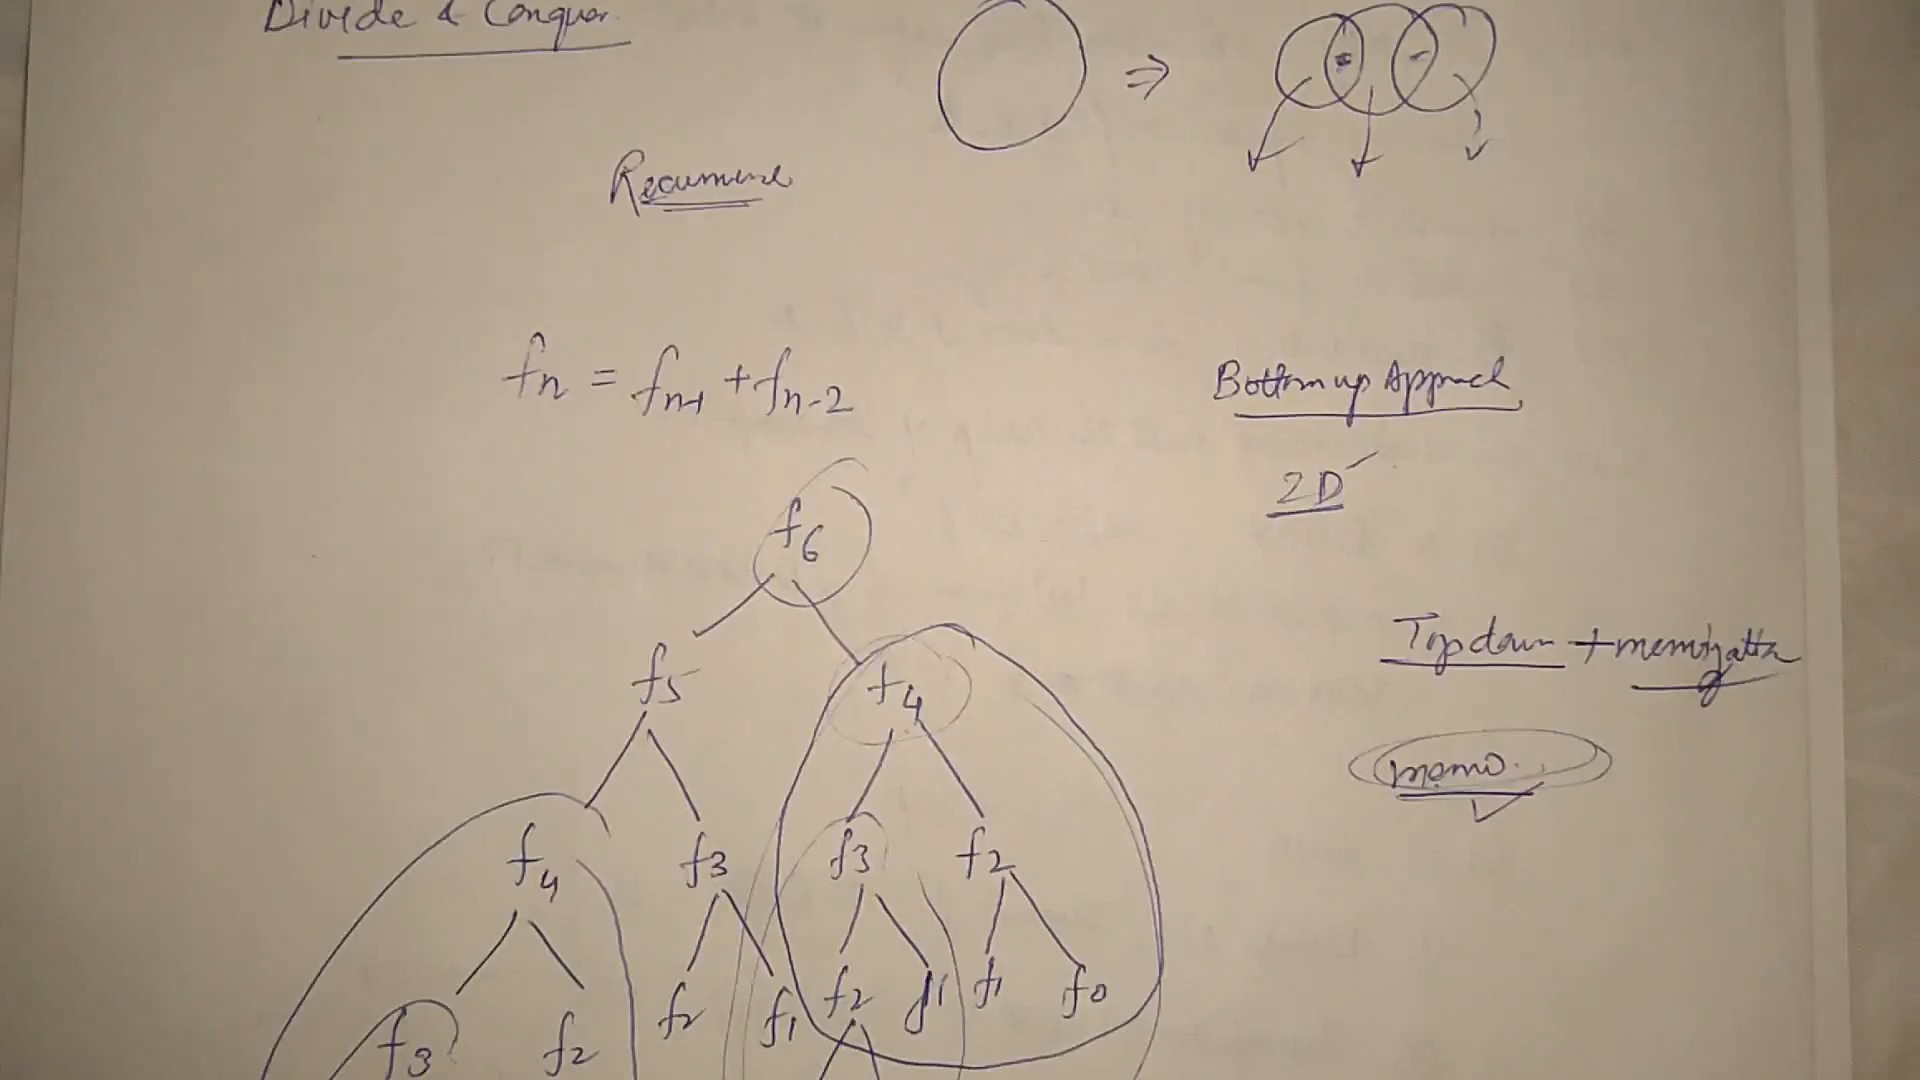 Divide & Conquer
Recurrence
fn = fn-1 + fn-2
Bottom up Approach
2D
f6
Top down + memoization
f5 f4
memo.
f4 f3 f3 f2
f2 f1 f2 f1 f1 f0
f3 f2